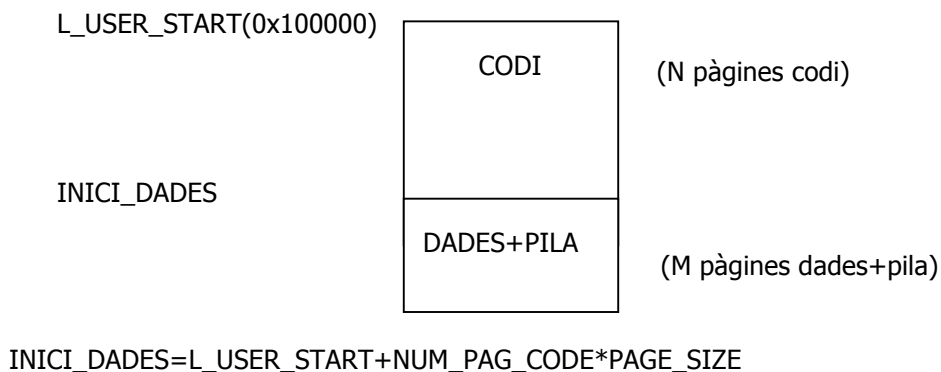 L_USER_START(0x100000)
CODI
(N pàgines codi)
INICI_DADES
DADES+PILA
(M pàgines dades+pila)
INICI_DADES=L_USER_START+NUM_PAG_CODE*PAGE_SIZE